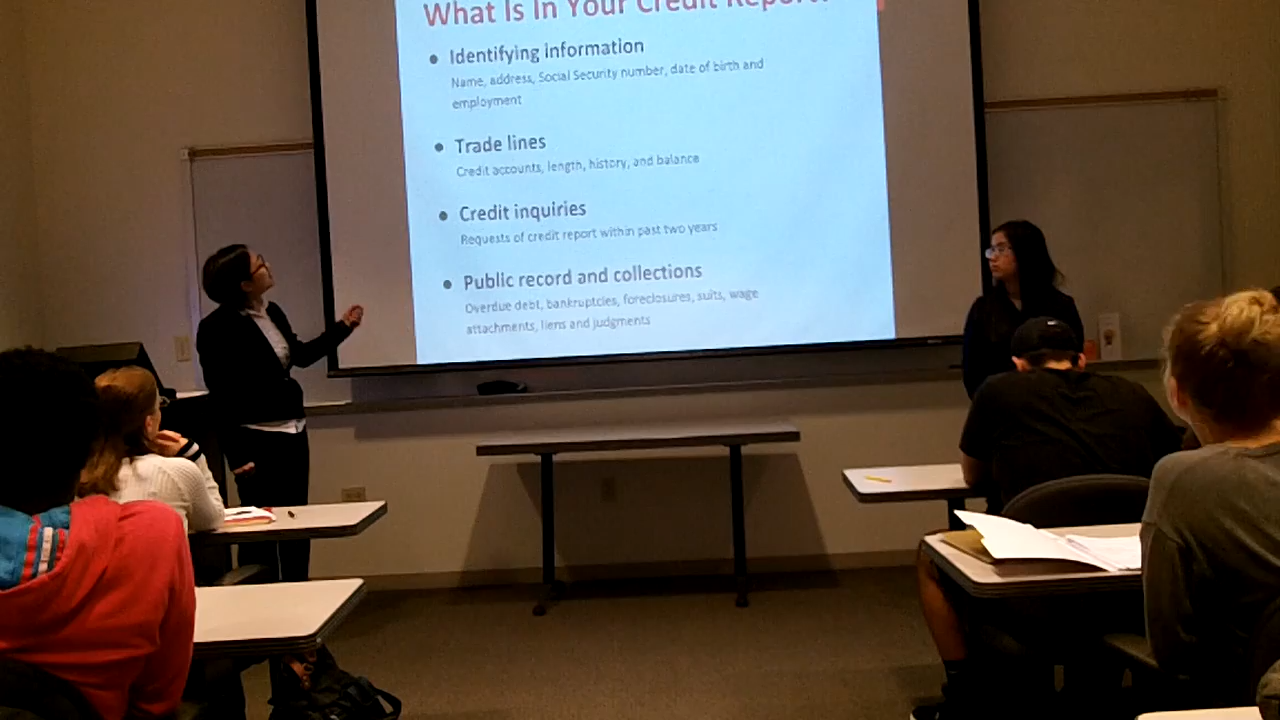 What Is In Your Credit Report?
Identifying information
Name, address, Social Security number, date of birth and
employment
Trade lines
Credit accounts, length, history, and balance
Credit inquiries
Requests of credit report within past two years
Public record and collections
Overdue debt, bankruptcies, foreclosures, suits, wage
attachments, liens and judgments